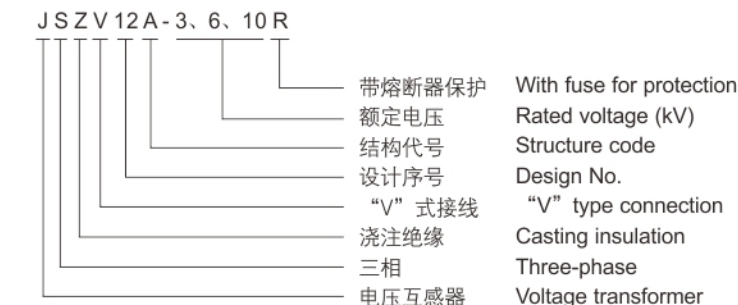 JSZV12A-3、6、10R
带熔断器保护 With fuse for protection
额定电压 Rated voltage (kV)
结构代号 Structure code
设计序号 Design No.
“V”式接线 “V” type connection
浇注绝缘 Casting insulation
三相 Three-phase
电压互感器 Voltage transformer